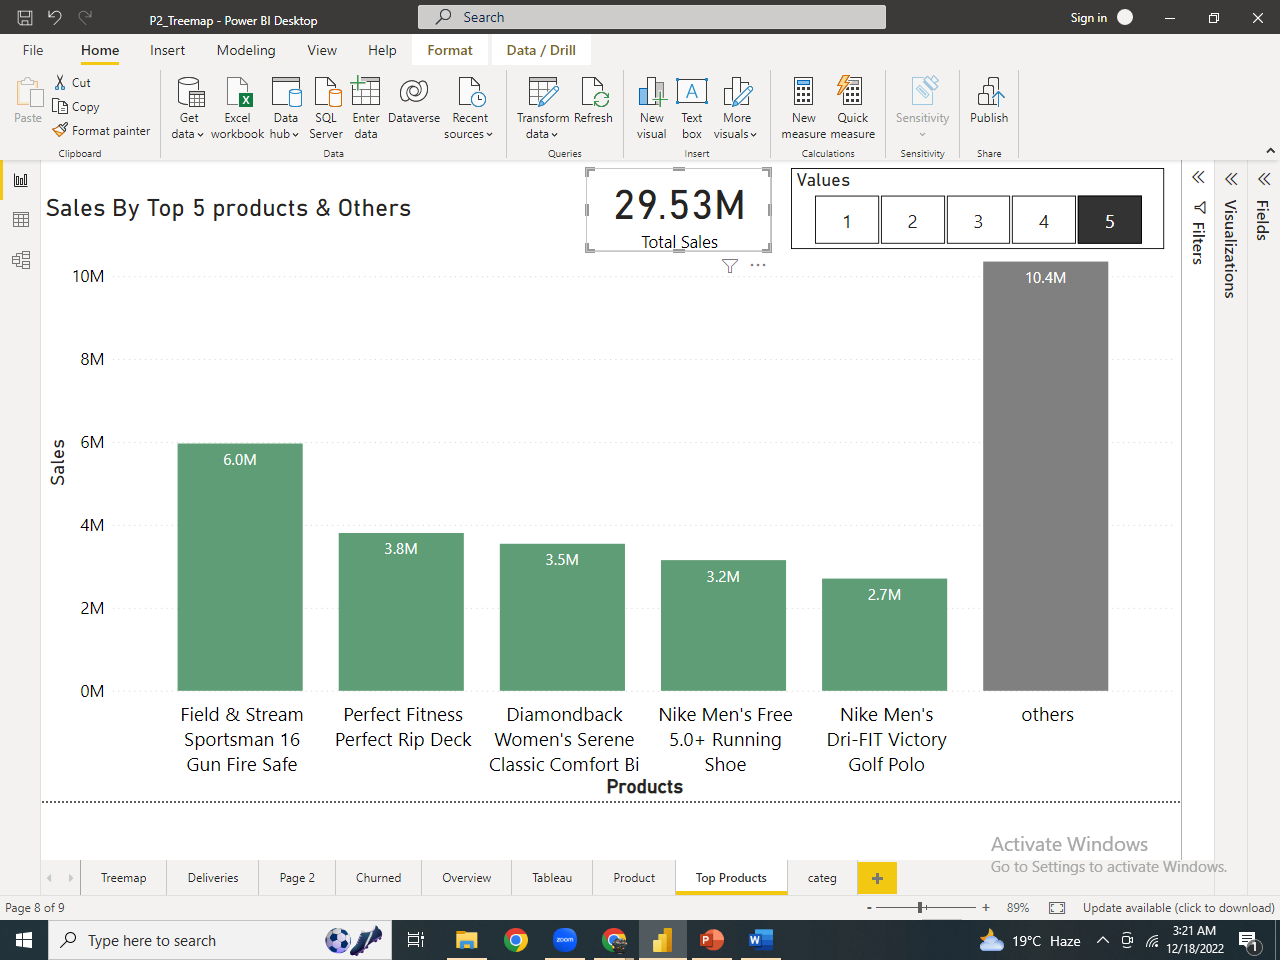 P2_Treemap - Power BI Desktop
Search
Sign in
File Home Insert Modeling View Help Format Data / Drill
Paste
Cut
Copy
Format painter
Clipboard
Get data
Excel workbook
Data hub
SQL Server
Enter data
Dataverse
Recent sources
Data
Transform data
Refresh
Queries
New visual
Text box
More visuals
Insert
New measure
Quick measure
Calculations
Sensitivity
Sensitivity
Publish
Share
Sales By Top 5 products & Others
29.53M
Total Sales
Values
1 2 3 4 5
Filters
Visualizations
Fields
10M
8M
6M
4M
2M
0M
Sales
6.0M
3.8M
3.5M
3.2M
2.7M
10.4M
Field & Stream
Sportsman 16
Gun Fire Safe
Perfect Fitness
Perfect Rip Deck
Diamondback
Women's Serene
Classic Comfort Bi
Nike Men's Free
5.0+ Running
Shoe
Nike Men's
Dri-FIT Victory
Golf Polo
others
Products
Activate Windows
Go to Settings to activate Windows.
Treemap Deliveries Page 2 Churned Overview Tableau Product Top Products categ +
Page 8 of 9
- + 89% Update available (click to download)
Type here to search
zoom
19°C Haze
3:21 AM
12/18/2022
1